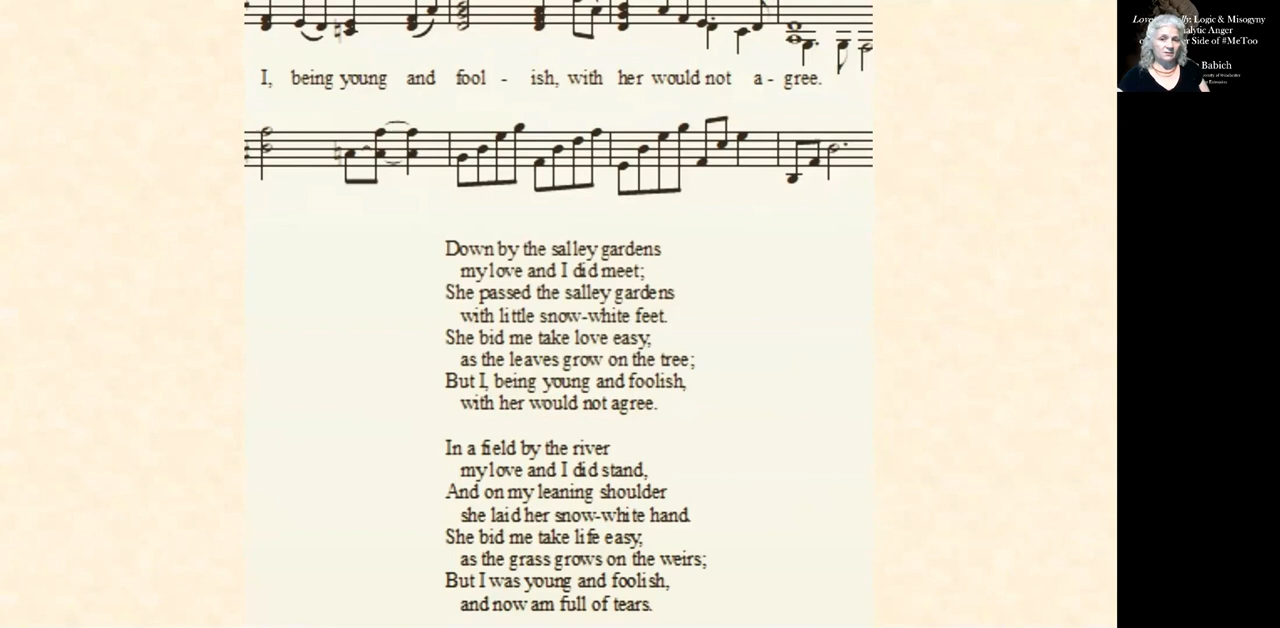 I, being young and fool - ish, with her would not a - gree.
Down by the salley gardens
my love and I did meet;
She passed the salley gardens
with little snow-white feet.
She bid me take love easy,
as the leaves grow on the tree;
But I, being young and foolish,
with her would not agree.
In a field by the river
my love and I did stand,
And on my leaning shoulder
she laid her snow-white hand.
She bid me take life easy,
as the grass grows on the weirs;
But I was young and foolish,
and now am full of tears.
Logic & Misogyny
Anger
Side of #MeToo
Babich